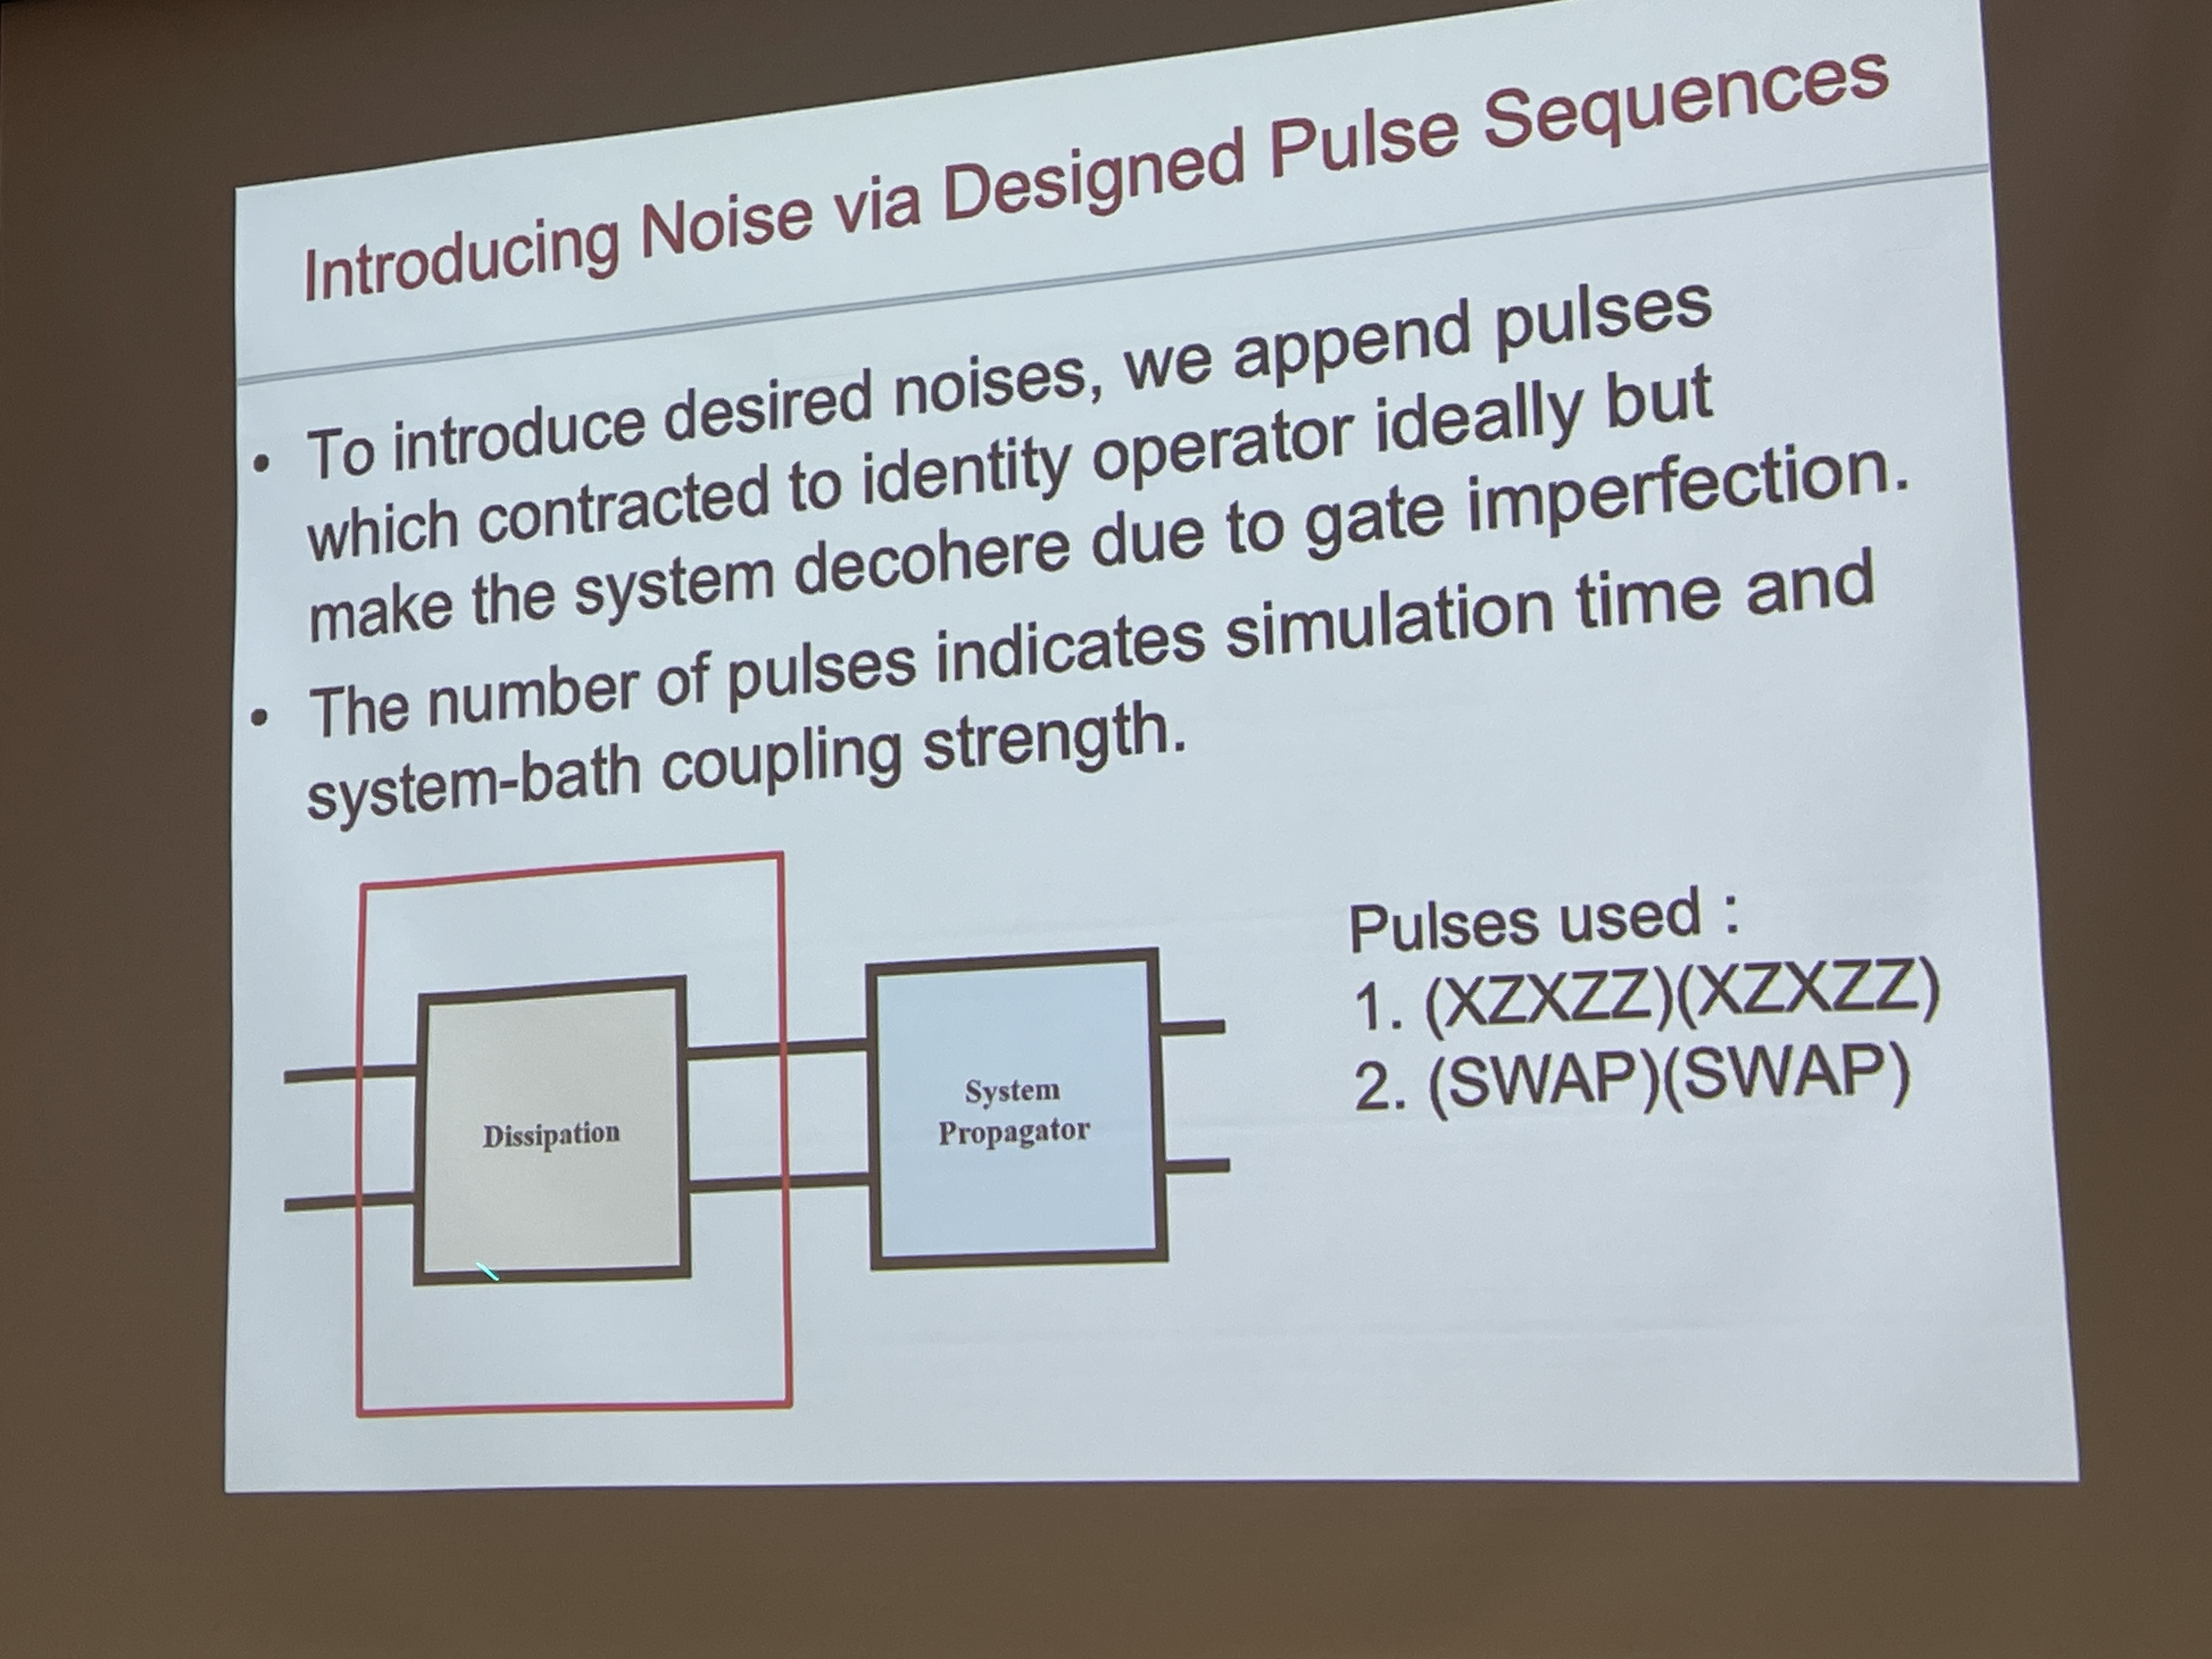 Introducing Noise via Designed Pulse Sequences
• To introduce desired noises, we append pulses
which contracted to identity operator ideally but
make the system decohere due to gate imperfection.
• The number of pulses indicates simulation time and
system-bath coupling strength.
Dissipation
System
Propagator
Pulses used :
1. (XZXZZ)(XZXZZ)
2. (SWAP)(SWAP)